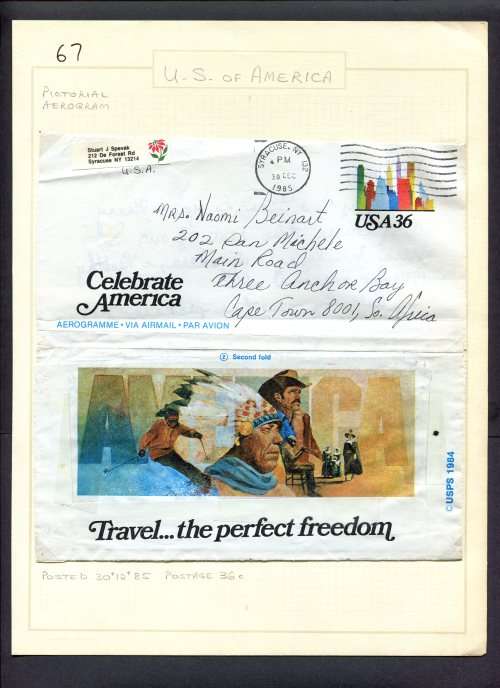 67
U.S. OF AMERICA
PICTORIAL
AEROGRAM
Stuart J Spevak
212 De Forest Rd
Syracuse NY 13214
U.S.A.
SYRACUSE, NY 132
PM
30 DEC
1985
USA36
Mrs. Naomi Beinart
202 San Michele
Main Road
Three Anchor Bay
Cape Town 8001, So. Africa
Celebrate
America
AEROGRAMME • VIA AIRMAIL • PAR AVION
2 Second fold
AMERICA
© USPS 1984
Travel... the perfect freedom
POSTED 30*12*85 POSTAGE 36c